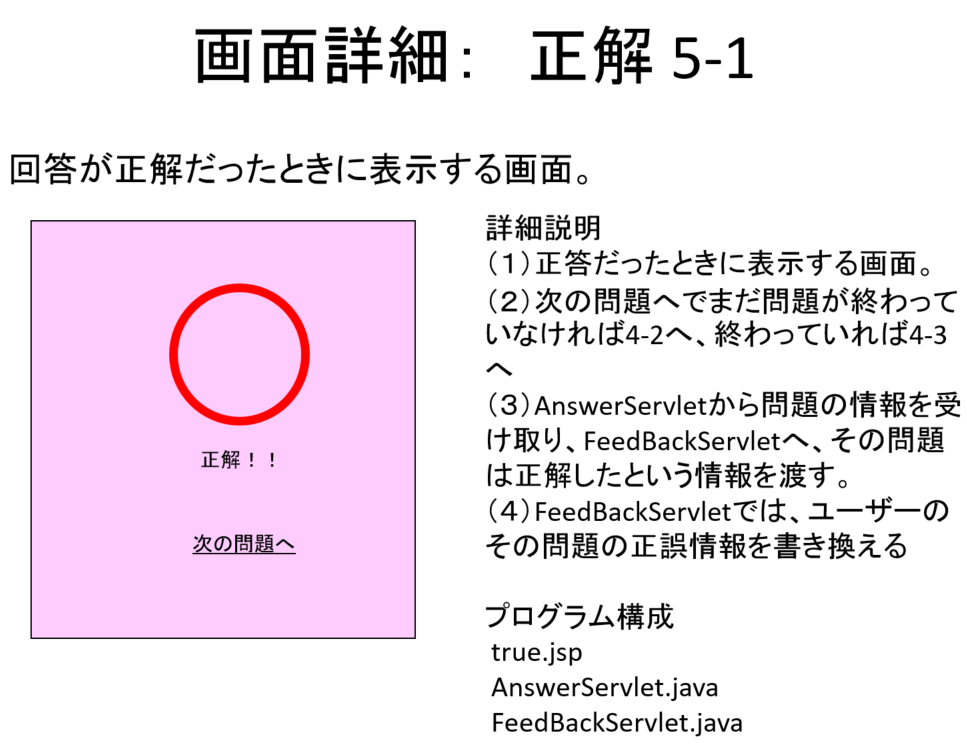 画面詳細： 正解 5-1
回答が正解だったときに表示する画面。
正解！！
次の問題へ
詳細説明
（１）正答だったときに表示する画面。
（２）次の問題へでまだ問題が終わって
いなければ4-2へ、終わっていれば4-3
へ
（３）AnswerServletから問題の情報を受
け取り、FeedBackServletへ、その問題
は正解したという情報を渡す。
（４）FeedBackServletでは、ユーザーの
その問題の正誤情報を書き換える
プログラム構成
true.jsp
AnswerServlet.java
FeedBackServlet.java